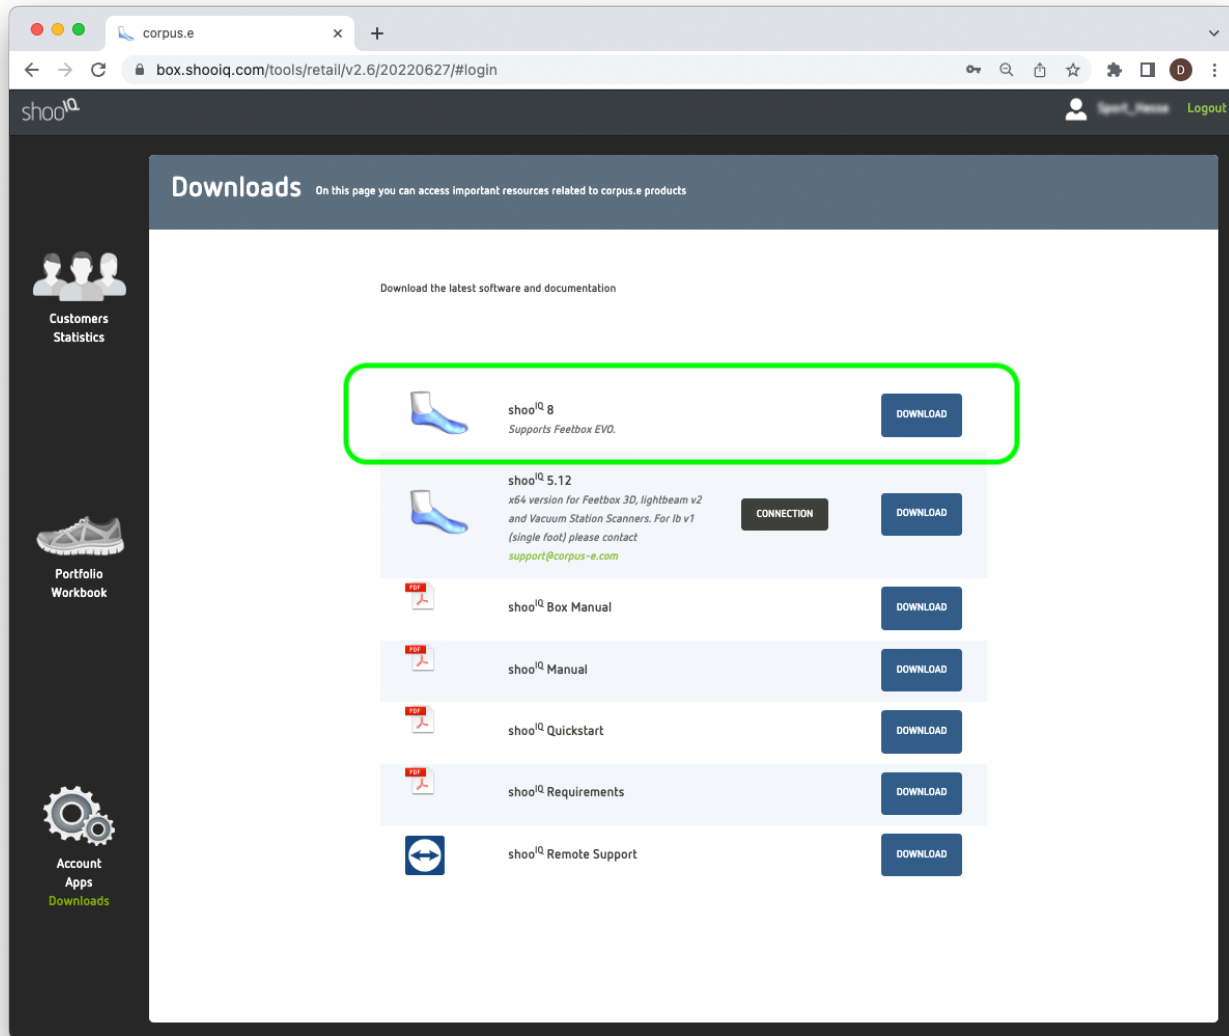 corpus.e
box.shooiq.com/tools/retail/v2.6/20220627/#login
D
shooIQ
Logout
Downloads On this page you can access important resources related to corpus.e products
Customers
Statistics
Portfolio
Workbook
Account
Apps
Downloads
Download the latest software and documentation
shooIQ 8
Supports Feetbox EVO.
DOWNLOAD
shooIQ 5.12
x64 version for Feetbox 3D, lightbeam v2
and Vacuum Station Scanners. For lb v1
(single foot) please contact
support@corpus-e.com
CONNECTION
DOWNLOAD
PDF
shooIQ Box Manual
DOWNLOAD
PDF
shooIQ Manual
DOWNLOAD
PDF
shooIQ Quickstart
DOWNLOAD
PDF
shooIQ Requirements
DOWNLOAD
shooIQ Remote Support
DOWNLOAD